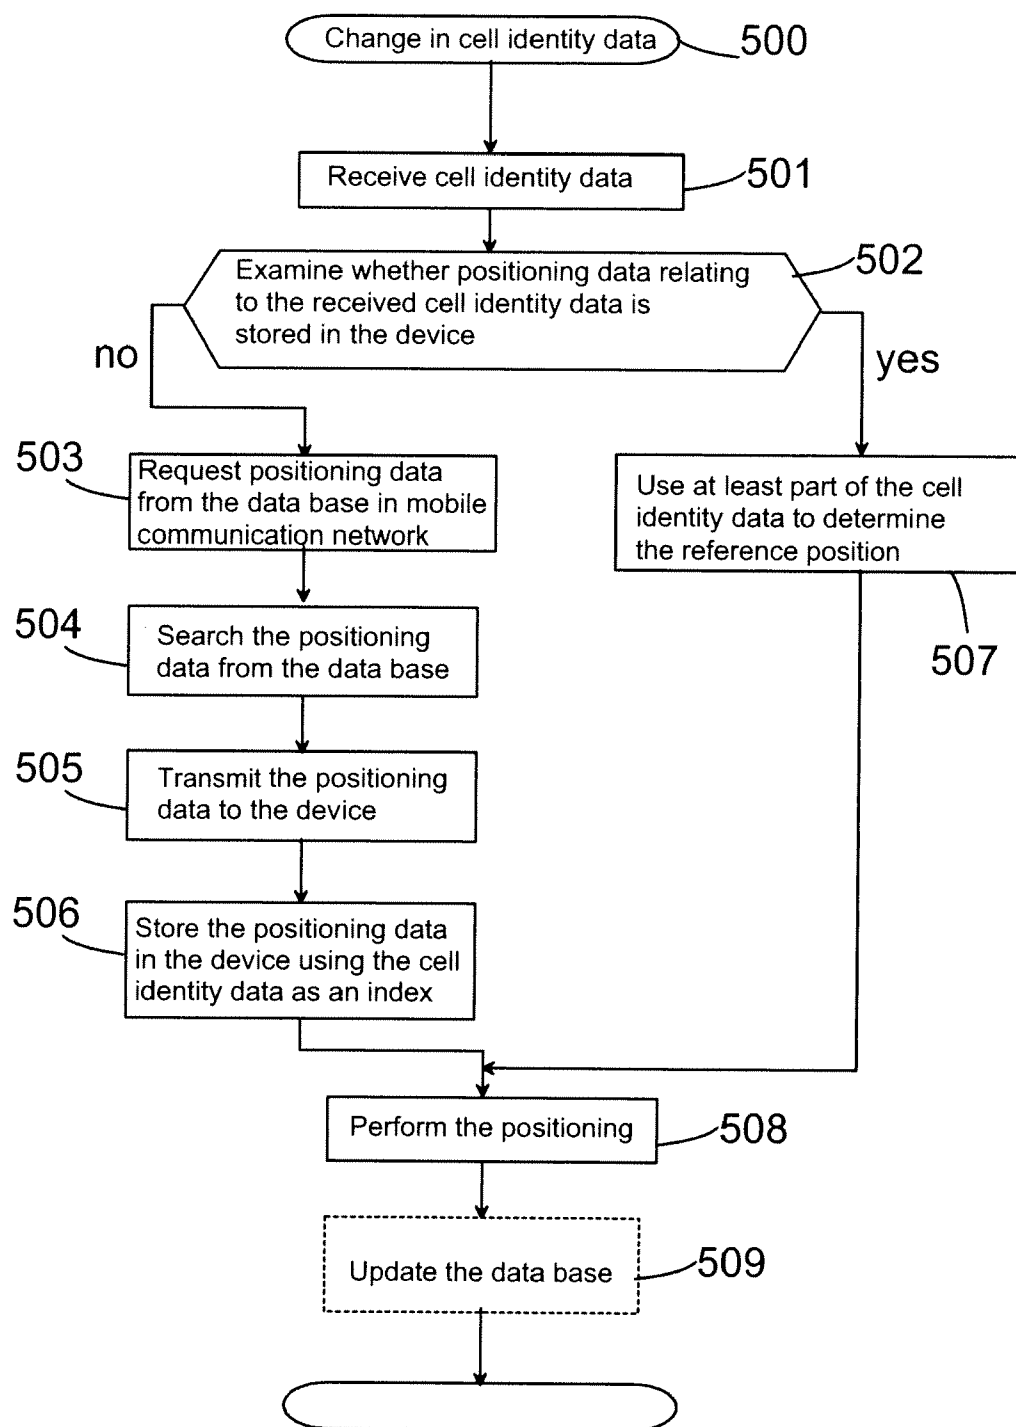 Change in cell identity data
500
Receive cell identity data
501
Examine whether positioning data relating
to the received cell identity data is
stored in the device
502
no
yes
503
Request positioning data
from the data base in mobile
communication network
Use at least part of the cell
identity data to determine
the reference position
507
504
Search the positioning
data from the data base
505
Transmit the positioning
data to the device
506
Store the positioning data
in the device using the cell
identity data as an index
Perform the positioning
508
Update the data base
509